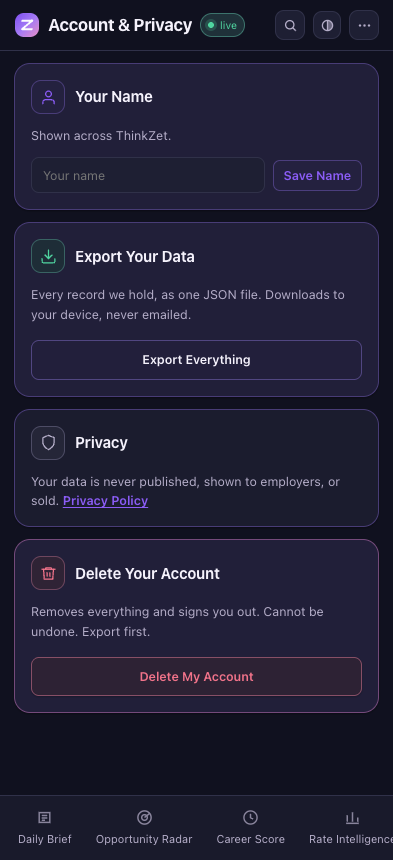 Account & Privacy
live
Your Name
Shown across ThinkZet.
Your name
Save Name
Export Your Data
Every record we hold, as one JSON file. Downloads to
your device, never emailed.
Export Everything
Privacy
Your data is never published, shown to employers, or
sold. Privacy Policy
Delete Your Account
Removes everything and signs you out. Cannot be
undone. Export first.
Delete My Account
Daily Brief
Opportunity Radar
Career Score
Rate Intelligence